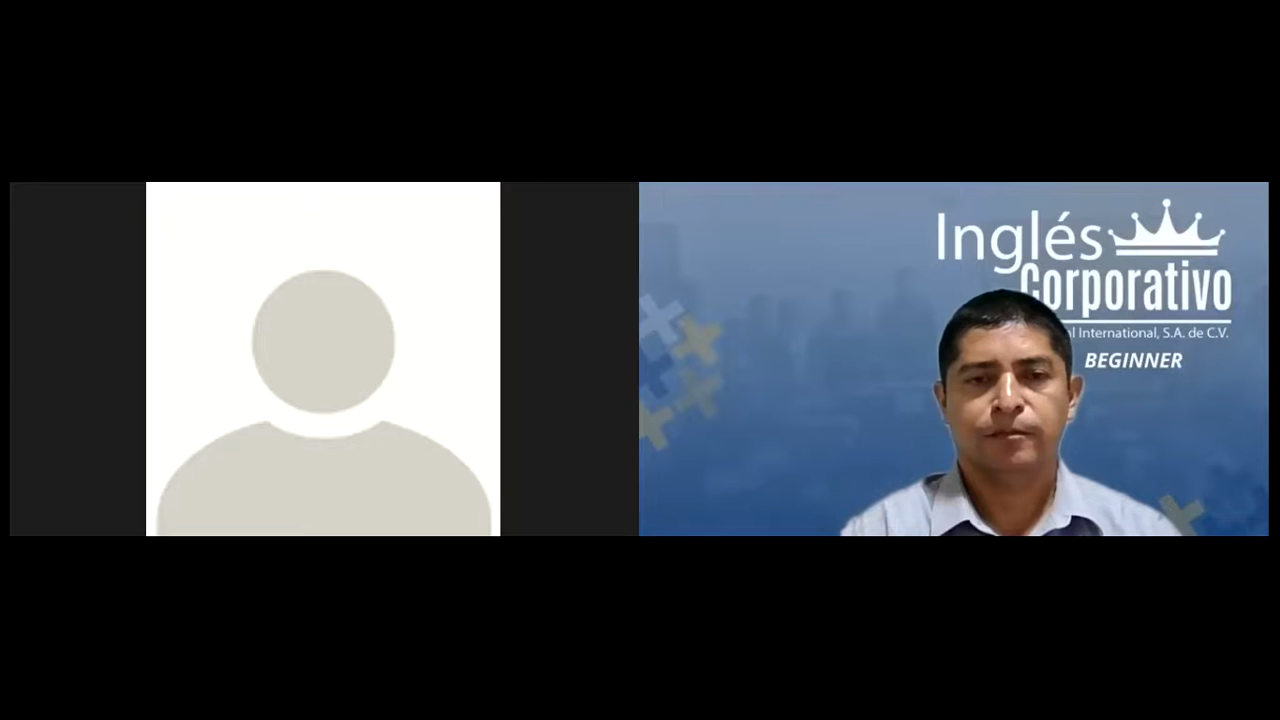 Inglés
Corporativo
International, S.A. de C.V.
BEGINNER